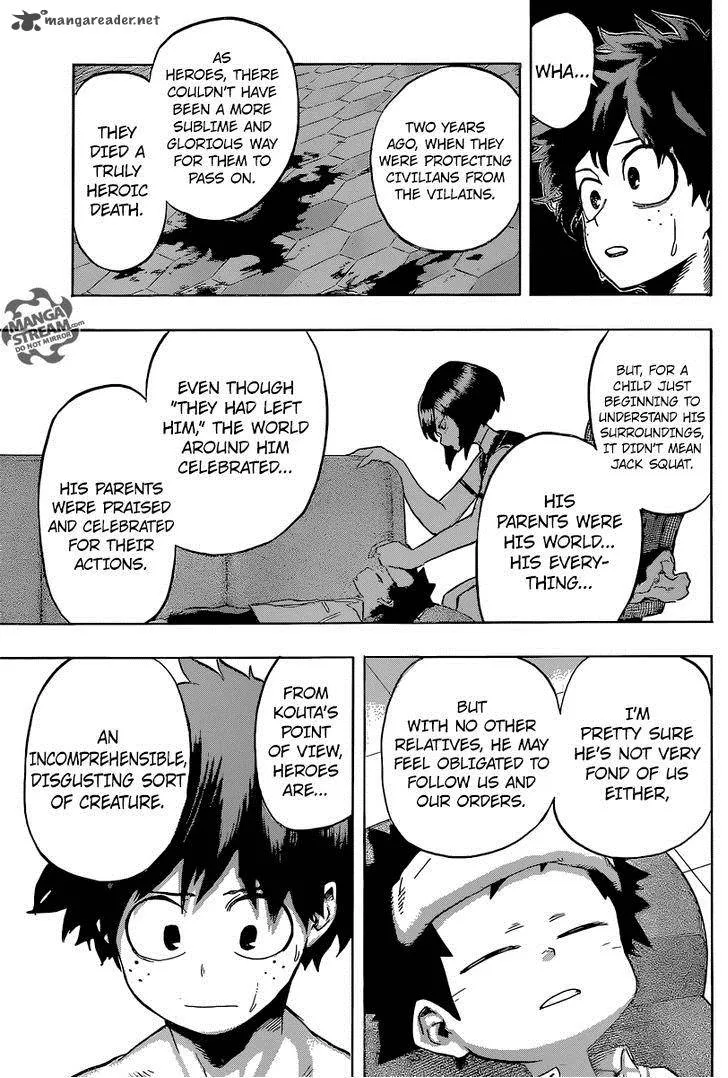 mangareader.net
WHA...
TWO YEARS
AGO, WHEN THEY
WERE PROTECTING
CIVILIANS FROM
THE VILLAINS.
AS
HEROES, THERE
COULDN'T HAVE
BEEN A MORE
SUBLIME AND
GLORIOUS WAY
FOR THEM TO
PASS ON.
THEY
DIED A
TRULY
HEROIC
DEATH.
MANGA
STREAM.com
DO NOT MIRROR
BUT, FOR A
CHILD JUST
BEGINNING TO
UNDERSTAND HIS
SURROUNDINGS,
IT DIDN'T MEAN
JACK SQUAT.
HIS
PARENTS WERE
HIS WORLD...
HIS EVERY-
THING...
EVEN THOUGH
"THEY HAD LEFT
HIM," THE WORLD
AROUND HIM
CELEBRATED...
HIS PARENTS
WERE PRAISED
AND CELEBRATED
FOR THEIR
ACTIONS.
I'M
PRETTY SURE
HE'S NOT VERY
FOND OF US
EITHER,
BUT
WITH NO OTHER
RELATIVES, HE MAY
FEEL OBLIGATED TO
FOLLOW US AND
OUR ORDERS.
FROM
KOUTA'S
POINT
OF VIEW,
HEROES
ARE...
AN
INCOMPREHENSIBLE,
DISGUSTING SORT
OF CREATURE.